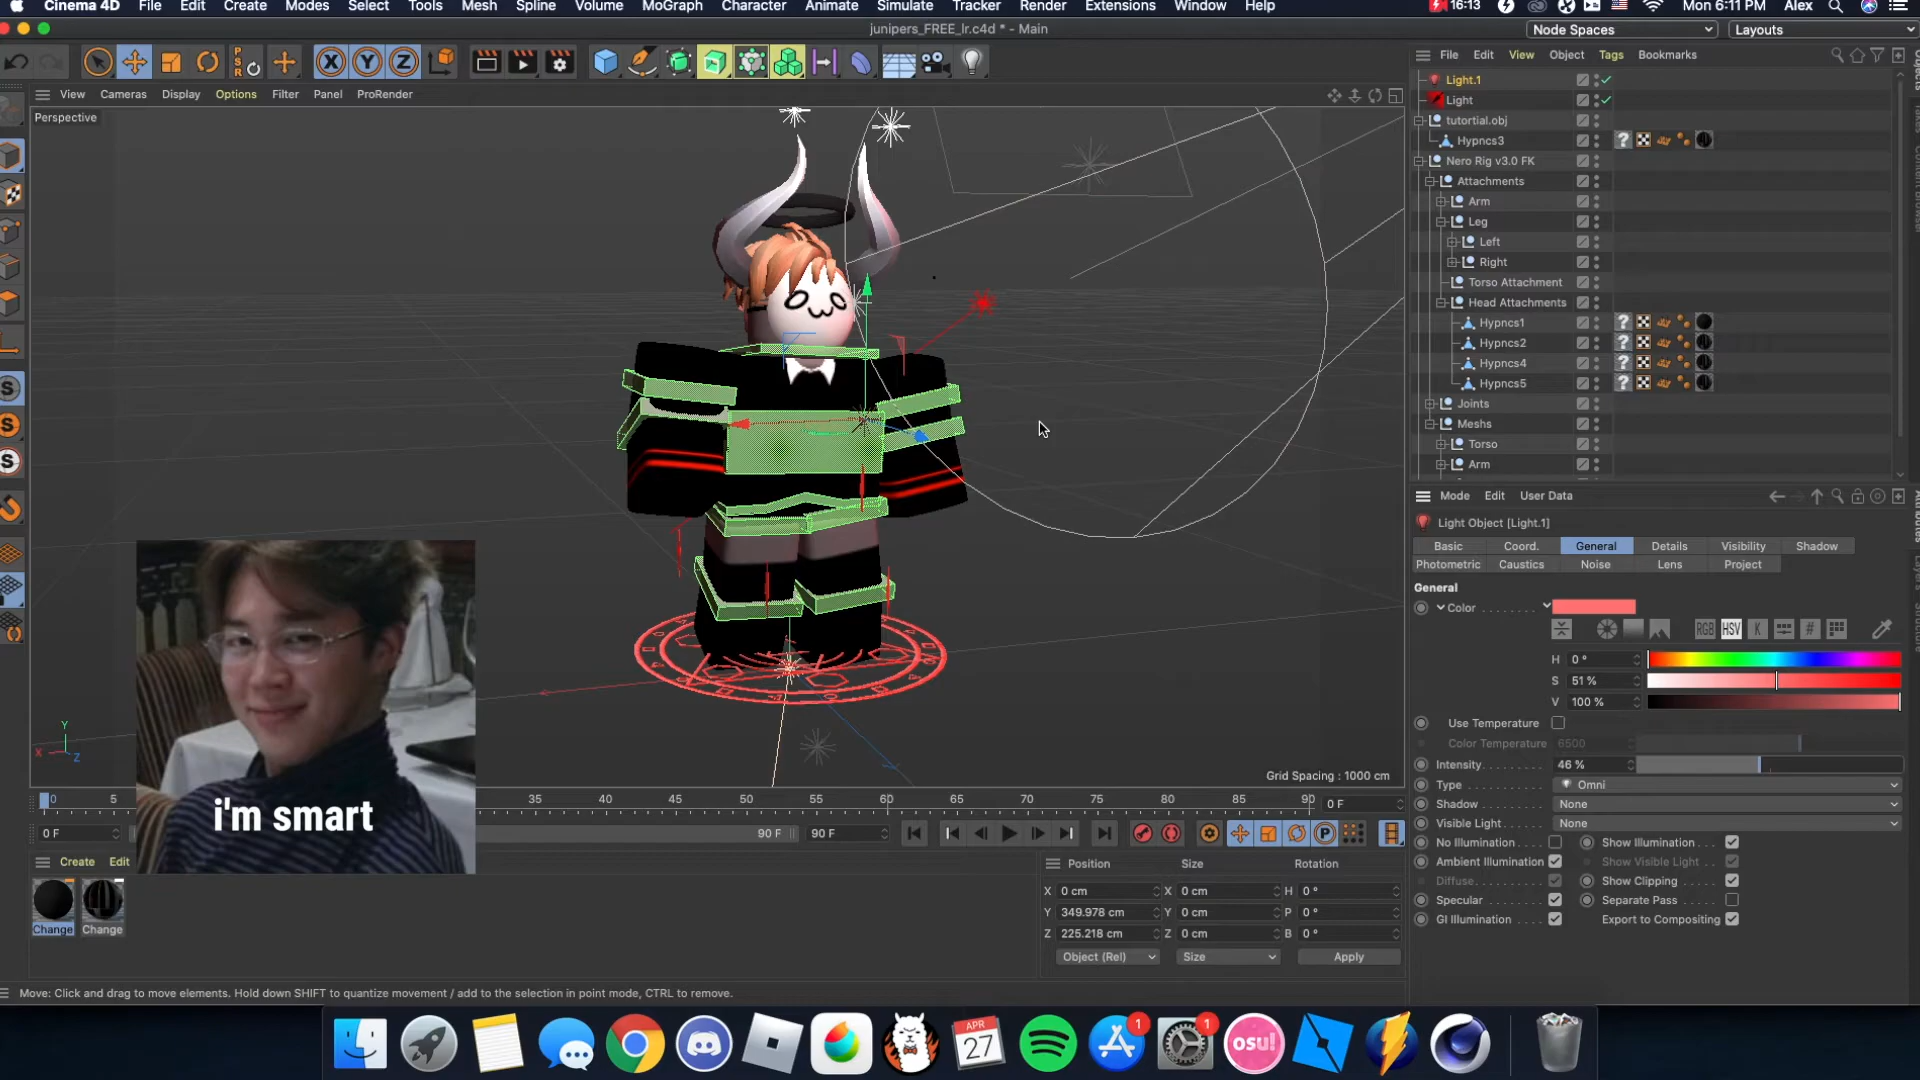 Cinema 4D File Edit Create Modes Select Tools Mesh Spline Volume MoGraph Character Animate Simulate Tracker Render Extensions Window Help 16:13 Mon 6:11 PM Alex
junipers_FREE_lr.c4d * - Main
Node Spaces Layouts
PSR X Y Z
File Edit View Object Tags Bookmarks
View Cameras Display Options Filter Panel ProRender
Perspective
Light.1
Light
tutortial.obj
Hypncs3
Nero Rig v3.0 FK
Attachments
Arm
Leg
Left
Right
Torso Attachment
Head Attachments
Hypncs1
Hypncs2
Hypncs4
Hypncs5
Joints
Meshs
Torso
Arm
Mode Edit User Data
Light Object [Light.1]
Basic Coord. General Details Visibility Shadow
Photometric Caustics Noise Lens Project
General
Color
RGB HSV K #
H 0 °
S 51 %
V 100 %
Use Temperature
Color Temperature 6500
Intensity 46 %
Type Omni
Shadow None
Visible Light None
No Illumination Show Illumination
Ambient Illumination Show Visible Light
Diffuse Show Clipping
Specular Separate Pass
GI Illumination Export to Compositing
Y
X Z
Grid Spacing : 1000 cm
i'm smart
0 5 35 40 45 50 55 60 65 70 75 80 85 90 0 F
0 F 90 F 90 F P
Create Edit
Change Change
Position Size Rotation
X 0 cm X 0 cm H 0 °
Y 349.978 cm Y 0 cm P 0 °
Z 225.218 cm Z 0 cm B 0 °
Object (Rel) Size Apply
Move: Click and drag to move elements. Hold down SHIFT to quantize movement / add to the selection in point mode, CTRL to remove.
APR
27
1
1
osu!